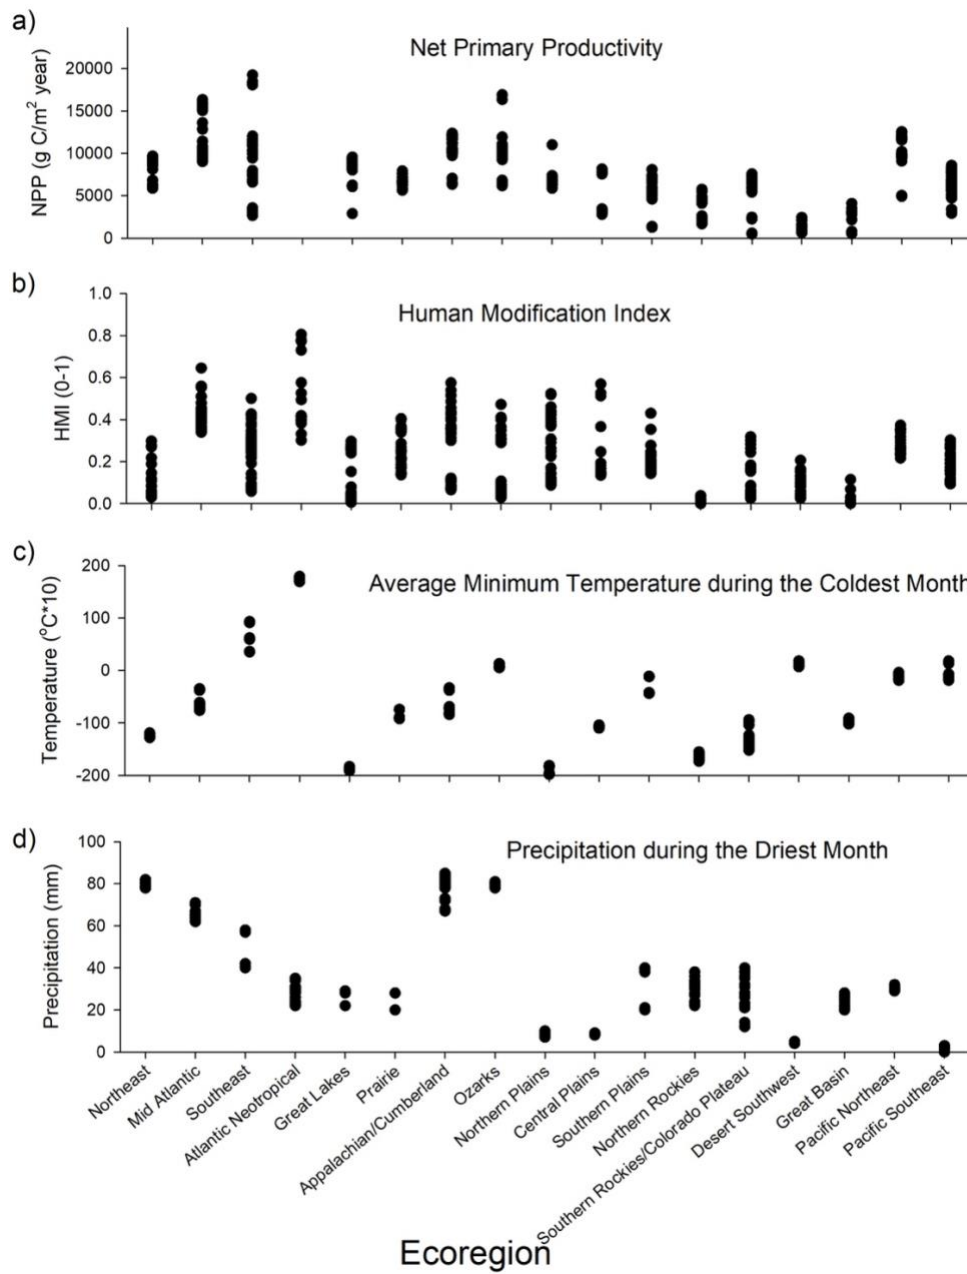 a)
Net Primary Productivity
NPP (g C/m² year)
20000
15000
10000
5000
0
b)
Human Modification Index
HMI (0-1)
1.0
0.8
0.6
0.4
0.2
0.0
c)
Average Minimum Temperature during the Coldest Month
Temperature (°C*10)
200
100
0
-100
-200
d)
Precipitation during the Driest Month
Precipitation (mm)
100
80
60
40
20
0
Northeast
Mid Atlantic
Southeast
Atlantic Neotropical
Great Lakes
Prairie
Appalachian/Cumberland
Ozarks
Northern Plains
Central Plains
Southern Plains
Northern Rockies
Southern Rockies/Colorado Plateau
Desert Southwest
Great Basin
Pacific Northeast
Pacific Southeast
Ecoregion